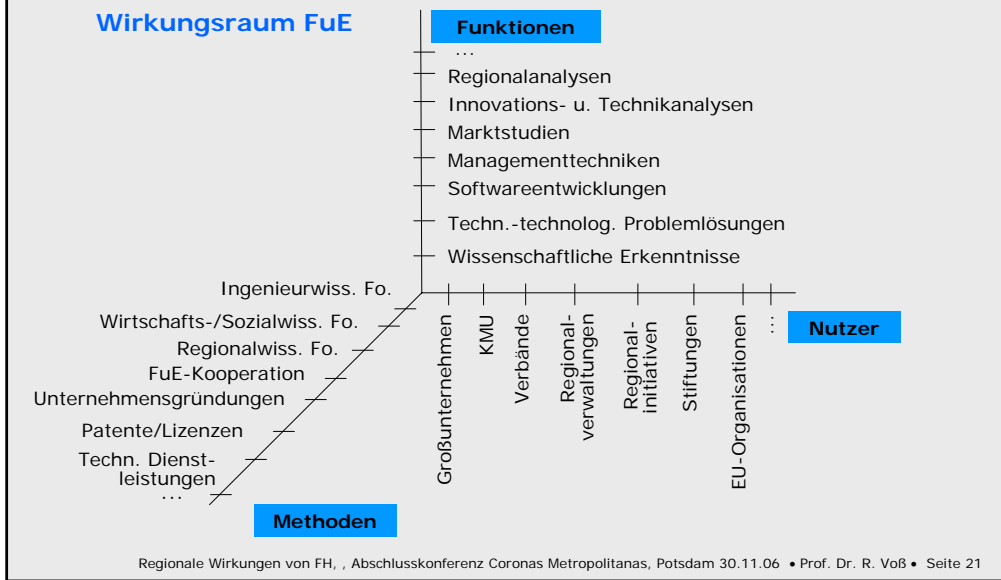 Wirkungsraum FuE
Funktionen
...
Regionalanalysen
Innovations- u. Technikanalysen
Marktstudien
Managementtechniken
Softwareentwicklungen
Techn.-technolog. Problemlösungen
Wissenschaftliche Erkenntnisse
Ingenieurwiss. Fo.
Wirtschafts-/Sozialwiss. Fo.
Regionalwiss. Fo.
FuE-Kooperation
Unternehmensgründungen
Patente/Lizenzen
Techn. Dienst-
leistungen
...
Methoden
Großunternehmen
KMU
Verbände
Regional-
verwaltungen
Regional-
initiativen
Stiftungen
EU-Organisationen
...
Nutzer
Regionale Wirkungen von FH, , Abschlusskonferenz Coronas Metropolitanas, Potsdam 30.11.06 • Prof. Dr. R. Voß • Seite 21